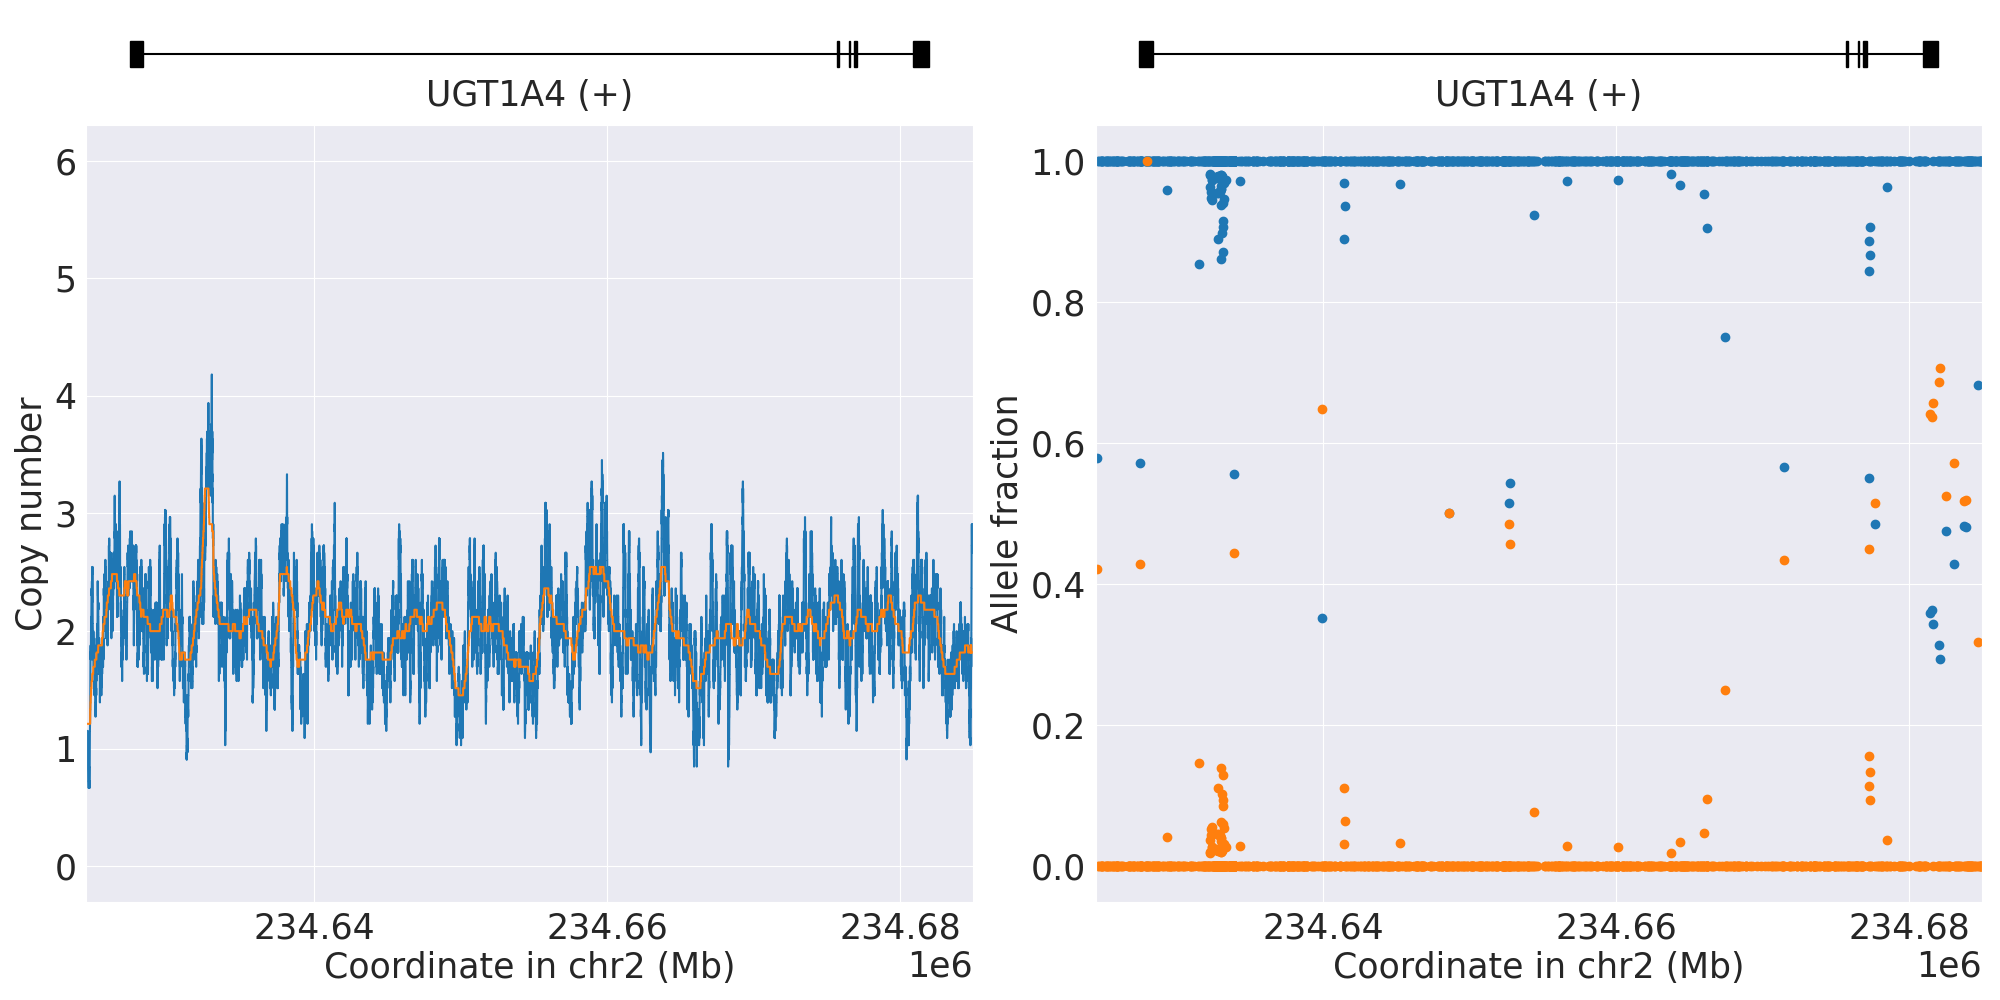 UGT1A4 (+)
6
5
4
3
2
1
0
Copy number
234.64 234.66 234.68
1e6
Coordinate in chr2 (Mb)
UGT1A4 (+)
1.0
0.8
0.6
0.4
0.2
0.0
Allele fraction
234.64 234.66 234.68
1e6
Coordinate in chr2 (Mb)